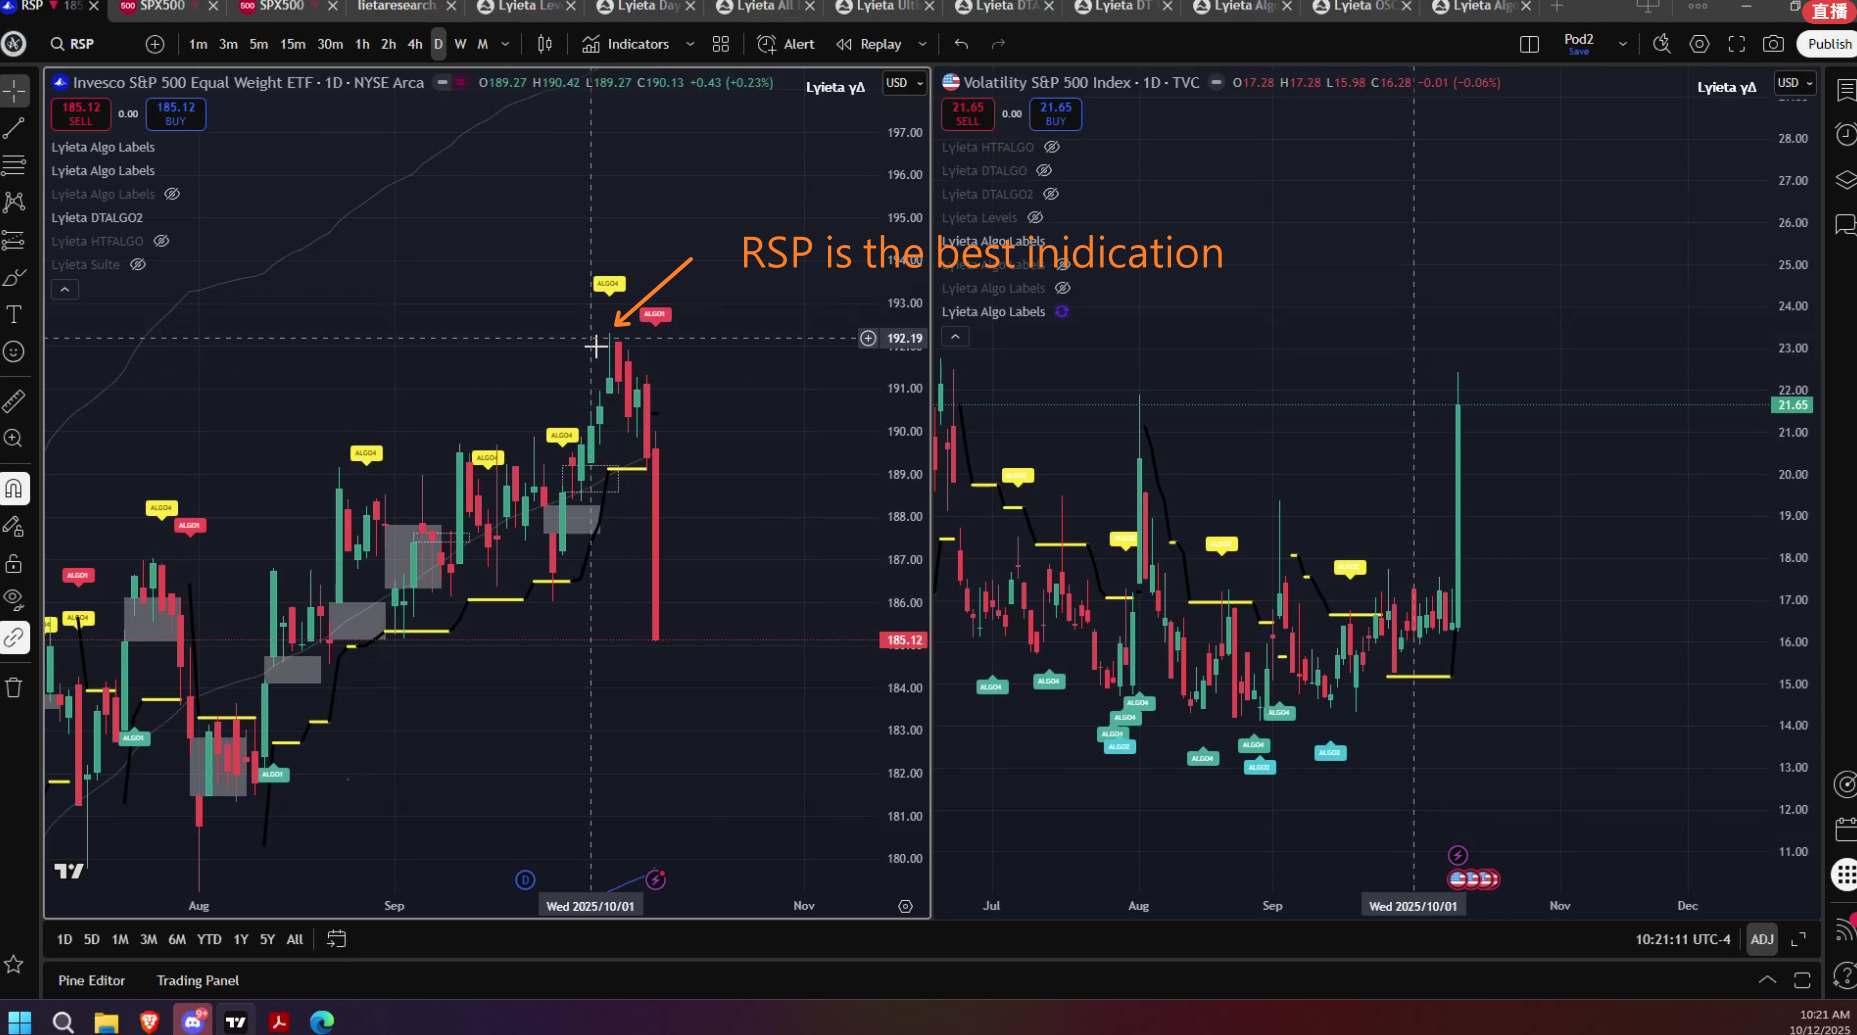 RSP 185
SPX500
SPX500
lietaresearch
Lyieta Lev
Lyieta Day
Lyieta All
Lyieta Ulti
Lyieta DTA
Lyieta DT
Lyieta Alg
Lyieta OSC
Lyieta Alg
直播
RSP
1m 3m 5m 15m 30m 1h 2h 4h D W M
Indicators
Alert
Replay
Pod2
Save
Publish
Invesco S&P 500 Equal Weight ETF · 1D · NYSE Arca
O189.27 H190.42 L189.27 C190.13 +0.43 (+0.23%)
Lyieta γΔ
USD
185.12
SELL
0.00
185.12
BUY
Lyieta Algo Labels
Lyieta Algo Labels
Lyieta Algo Labels
Lyieta DTALGO2
Lyieta HTFALGO
Lyieta Suite
197.00
196.00
195.00
194.00
193.00
192.19
191.00
190.00
189.00
188.00
187.00
186.00
185.12
184.00
183.00
182.00
181.00
180.00
RSP is the best inidication
ALGO4
ALGO1
ALGO4
ALGO4
ALGO4
ALGO4
ALGO1
ALGO1
ALGO4
ALGO1
ALGO1
D
Aug
Sep
Wed 2025/10/01
Nov
Volatility S&P 500 Index · 1D · TVC
O17.28 H17.28 L15.98 C16.28 −0.01 (−0.06%)
Lyieta γΔ
USD
21.65
SELL
0.00
21.65
BUY
Lyieta HTFALGO
Lyieta DTALGO
Lyieta DTALGO2
Lyieta Levels
Lyieta Algo Labels
Lyieta Algo Labels
Lyieta Algo Labels
Lyieta Algo Labels
28.00
27.00
26.00
25.00
24.00
23.00
22.00
21.65
21.00
20.00
19.00
18.00
17.00
16.00
15.00
14.00
13.00
12.00
11.00
ALGO4
ALGO4
ALGO4
ALGO4
ALGO4
ALGO2
ALGO4
ALGO4
ALGO4
ALGO2
ALGO2
Jul
Aug
Sep
Wed 2025/10/01
Nov
Dec
1D 5D 1M 3M 6M YTD 1Y 5Y All
10:21:11 UTC-4
ADJ
Pine Editor
Trading Panel
9+
10:21 AM
10/12/2025